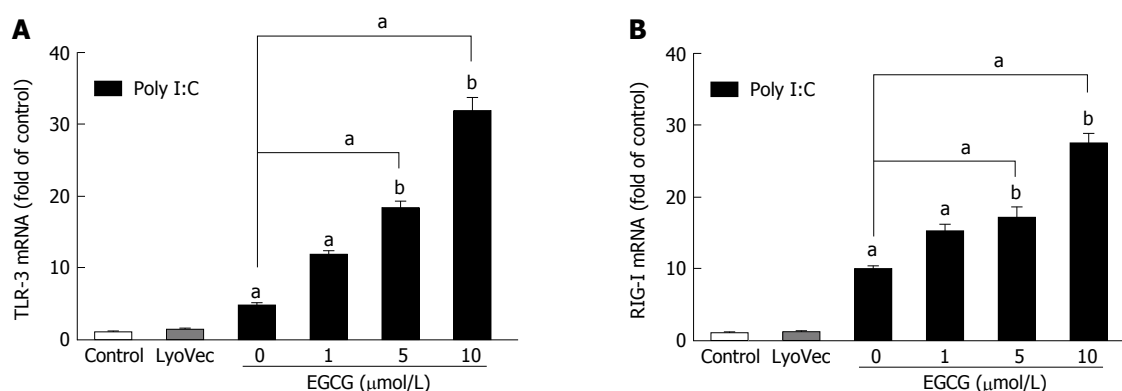 A
TLR-3 mRNA (fold of control)
40
30
20
10
0
Poly I:C
a
a
a
a
b
b
Control LyoVec 0 1 5 10
EGCG (μmol/L)
B
RIG-I mRNA (fold of control)
40
30
20
10
0
Poly I:C
a
a
a
a
b
b
Control LyoVec 0 1 5 10
EGCG (μmol/L)